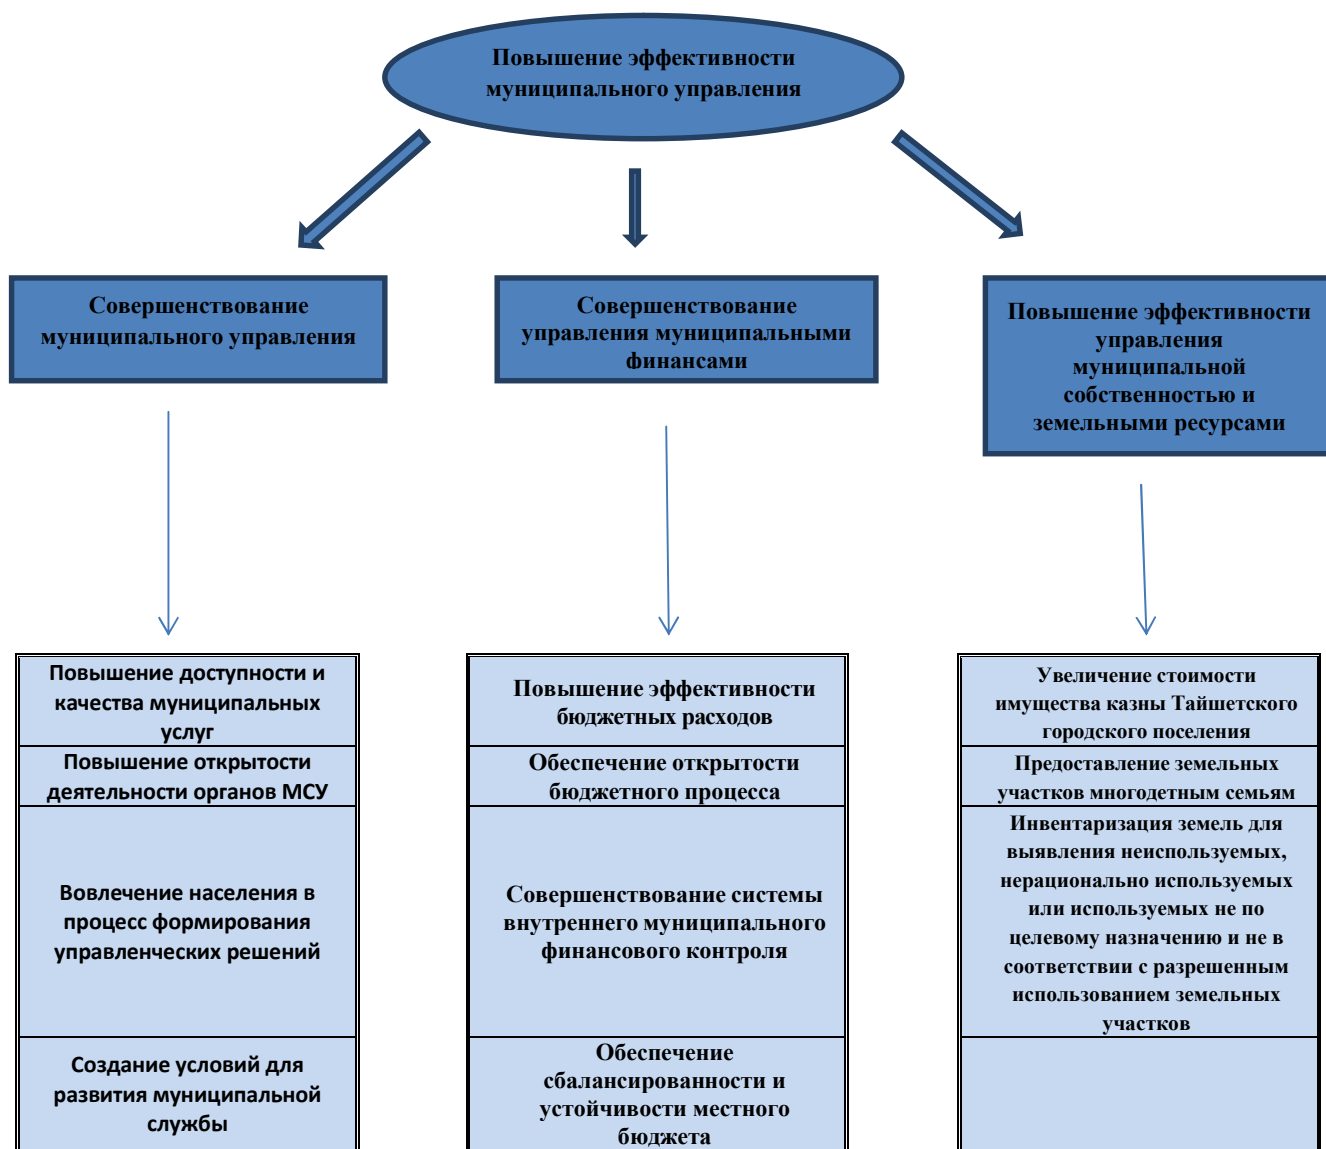 Повышение эффективности
муниципального управления
Совершенствование
муниципального управления
Совершенствование
управления муниципальными
финансами
Повышение эффективности
управления
муниципальной
собственностью и
земельными ресурсами
Повышение доступности и
качества муниципальных
услуг
Повышение открытости
деятельности органов МСУ
Вовлечение населения в
процесс формирования
управленческих решений
Создание условий для
развития муниципальной
службы
Повышение эффективности
бюджетных расходов
Обеспечение открытости
бюджетного процесса
Совершенствование системы
внутреннего муниципального
финансового контроля
Обеспечение
сбалансированности и
устойчивости местного
бюджета
Увеличение стоимости
имущества казны Тайшетского
городского поселения
Предоставление земельных
участков многодетным семьям
Инвентаризация земель для
выявления неиспользуемых,
нерационально используемых
или используемых не по
целевому назначению и не в
соответствии с разрешенным
использованием земельных
участков